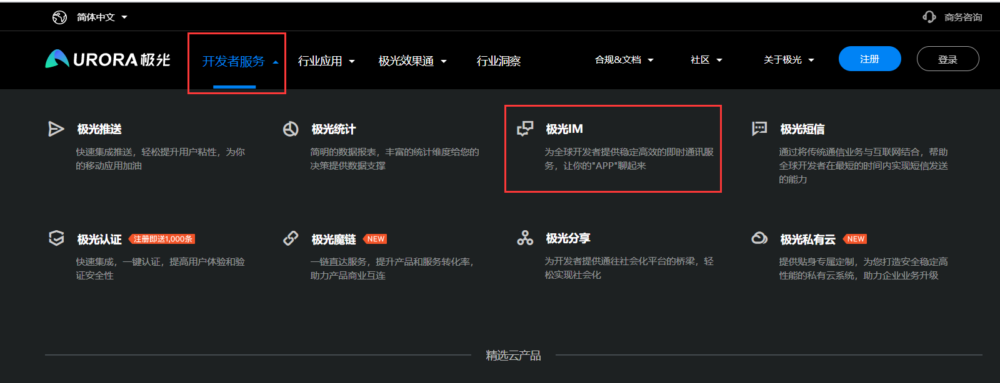 简体中文
商务咨询
URORA极光
开发者服务
行业应用
极光效果通
行业洞察
合规&文档
社区
关于极光
注册
登录
极光推送
快速集成推送，轻松提升用户粘性，为你
的移动应用加油
极光统计
简明的数据报表，丰富的统计维度给您的
决策提供数据支撑
极光IM
为全球开发者提供稳定高效的即时通讯服
务，让你的"APP"聊起来
极光短信
通过将传统通信业务与互联网结合，帮助
全球开发者在最短的时间内实现短信发送
的能力
极光认证 注册即送1,000条
快速集成，一键认证，提高用户体验和验
证安全性
极光魔链 NEW
一链直达服务，提升产品和服务转化率，
助力产品商业互连
极光分享
为开发者提供通往社会化平台的桥梁，轻
松实现社会化
极光私有云 NEW
提供贴身专属定制，为您打造安全稳定高
性能的私有云系统，助力企业业务升级
精选云产品